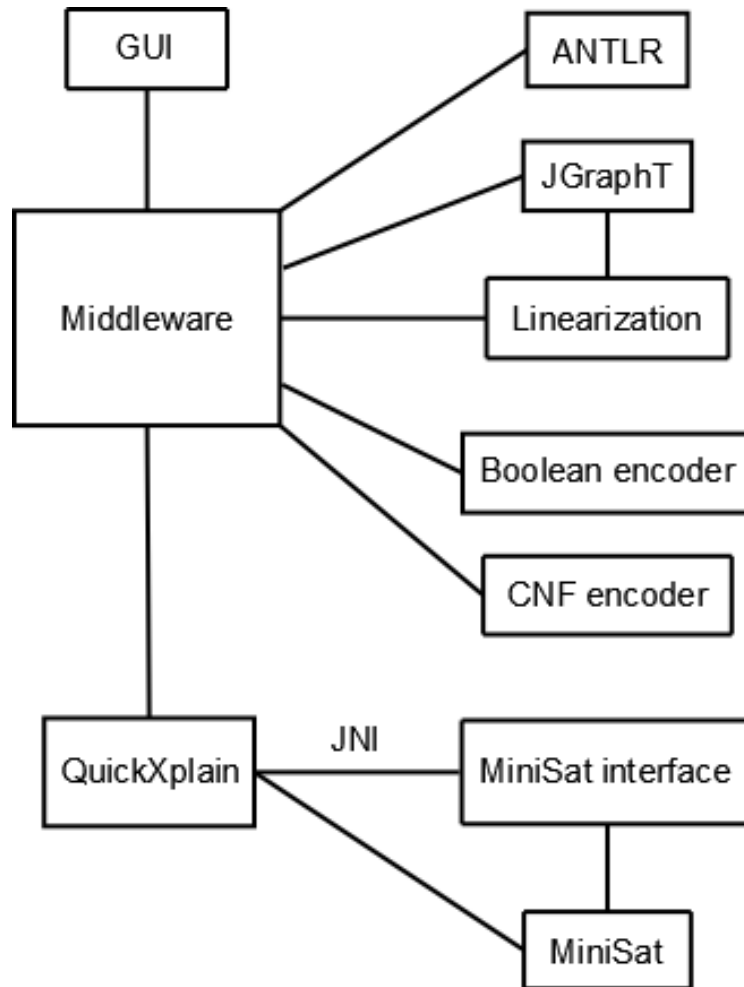 GUI
ANTLR
JGraphT
Middleware
Linearization
Boolean encoder
CNF encoder
JNI
QuickXplain
MiniSat interface
MiniSat